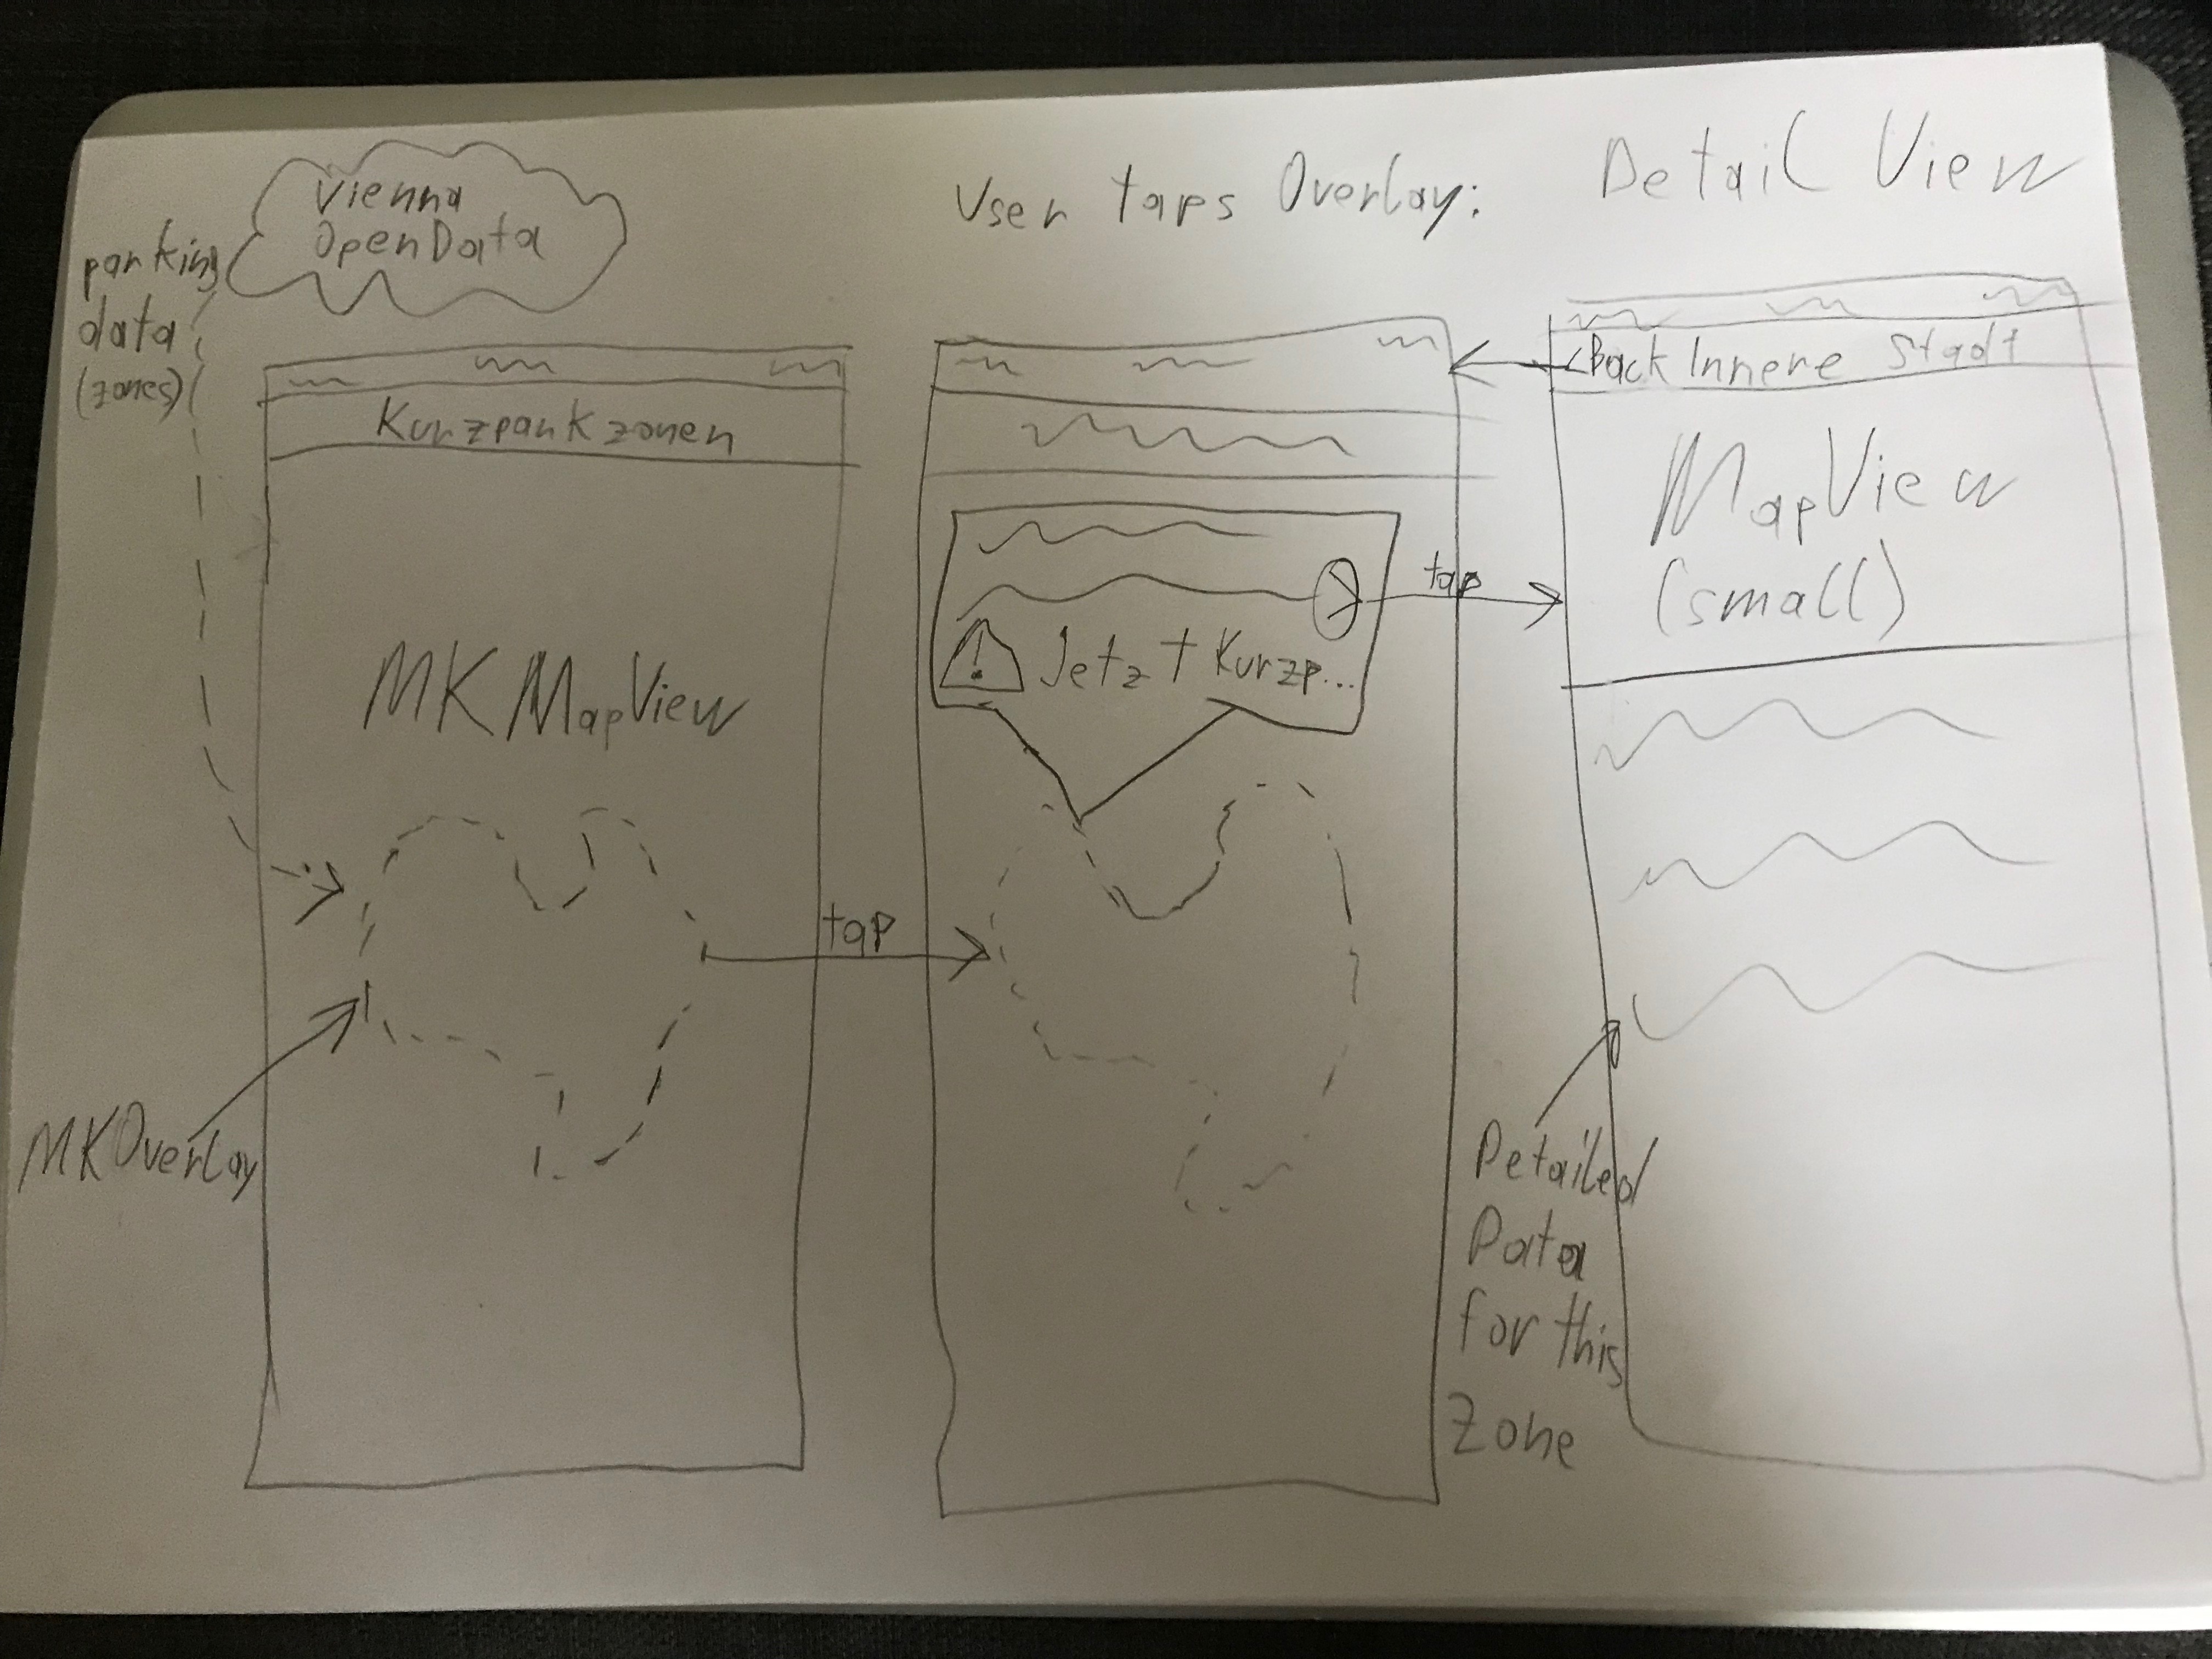 Vienna
OpenData
parking
data
(zones)
Kurzparkzonen
MKMapView
MKOverlay
tap
User taps Overlay:
Jetzt Kurzp...
tap
Detail View
<Back Innere Stadt
MapView
(small)
Detailed
Data
for this
Zone